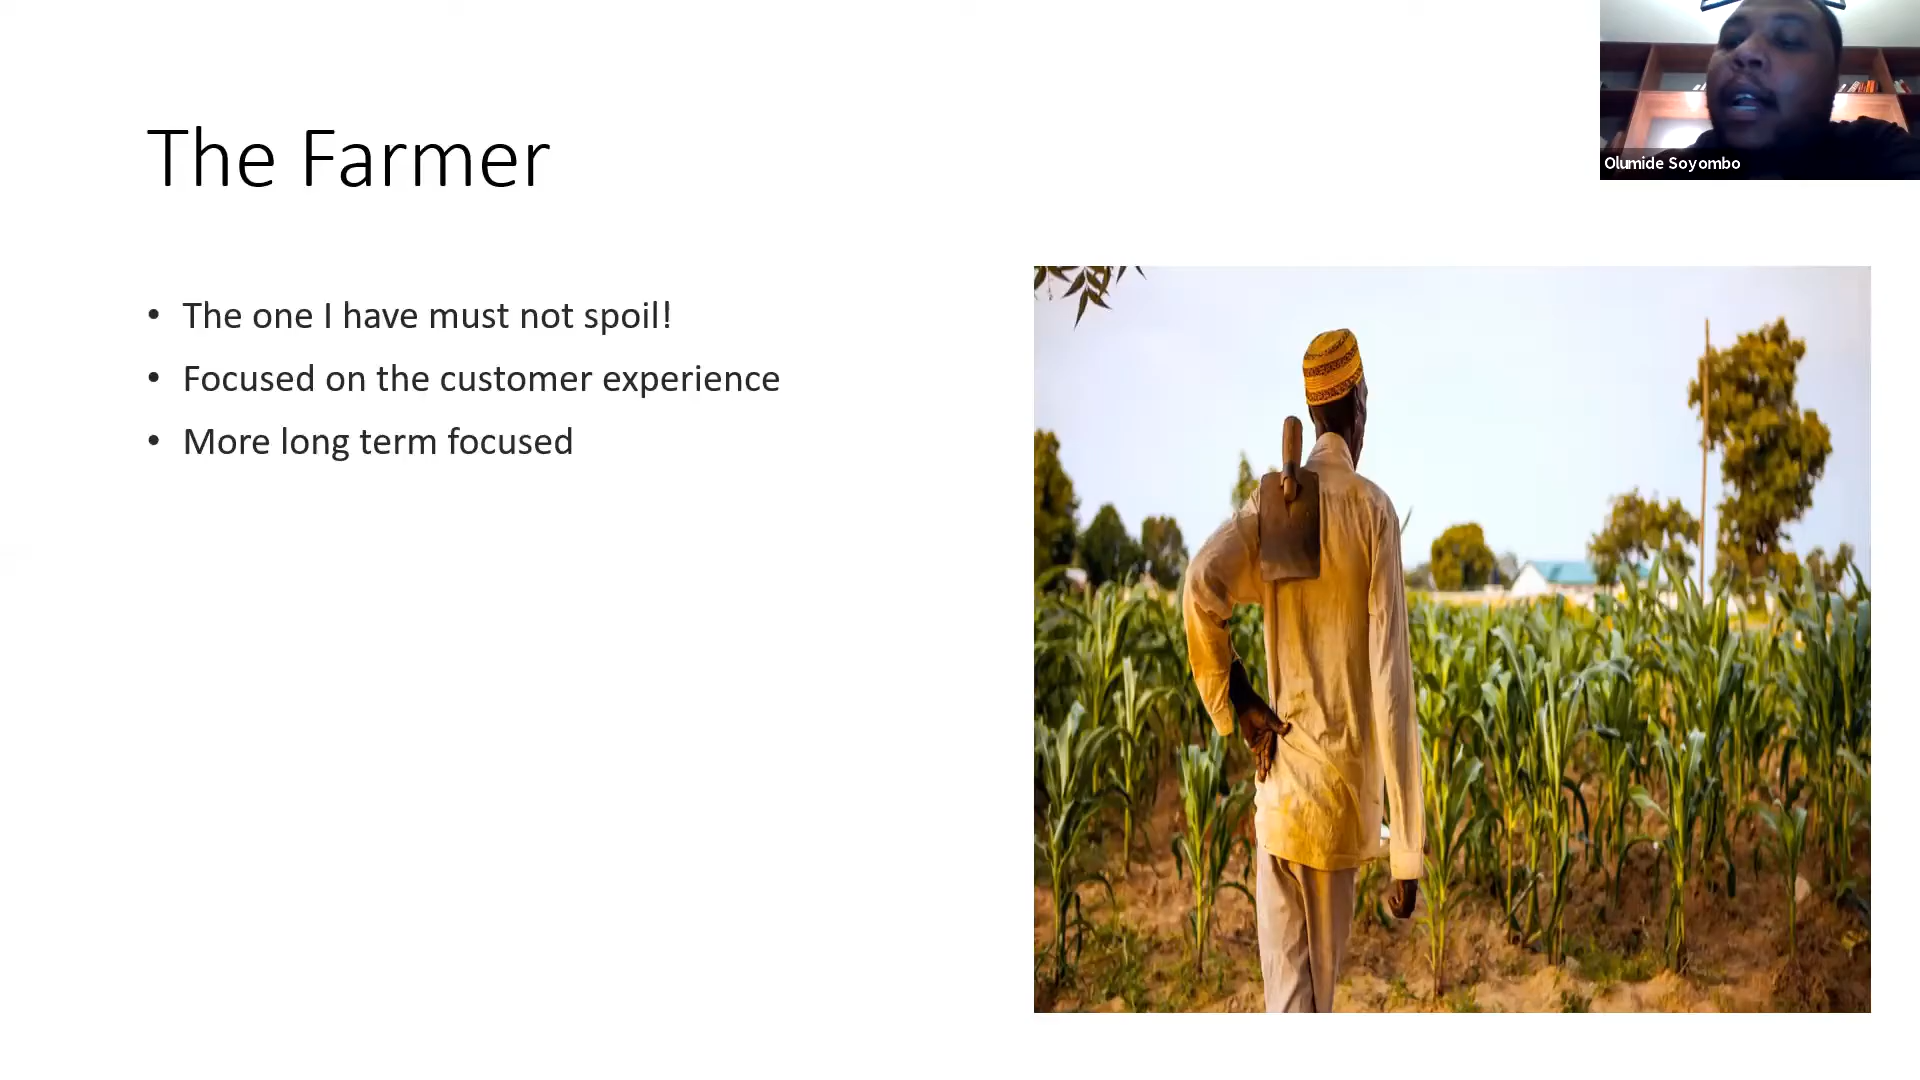 The Farmer
• The one I have must not spoil!
• Focused on the customer experience
• More long term focused
Olumide Soyombo